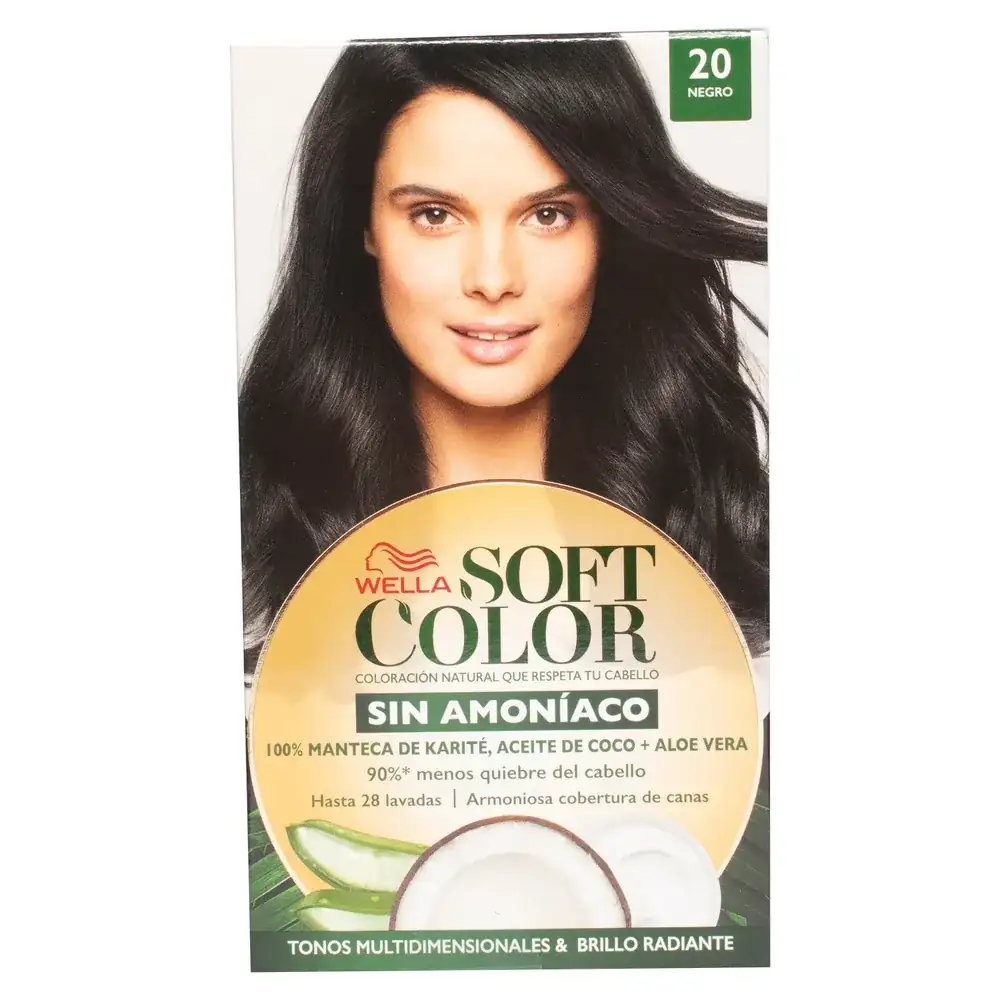 20
NEGRO
WELLA SOFT
COLOR
COLORACIÓN NATURAL QUE RESPETA TU CABELLO
SIN AMONÍACO
100% MANTECA DE KARITÉ, ACEITE DE COCO + ALOE VERA
90%* menos quiebre del cabello
Hasta 28 lavadas | Armoniosa cobertura de canas
TONOS MULTIDIMENSIONALES & BRILLO RADIANTE